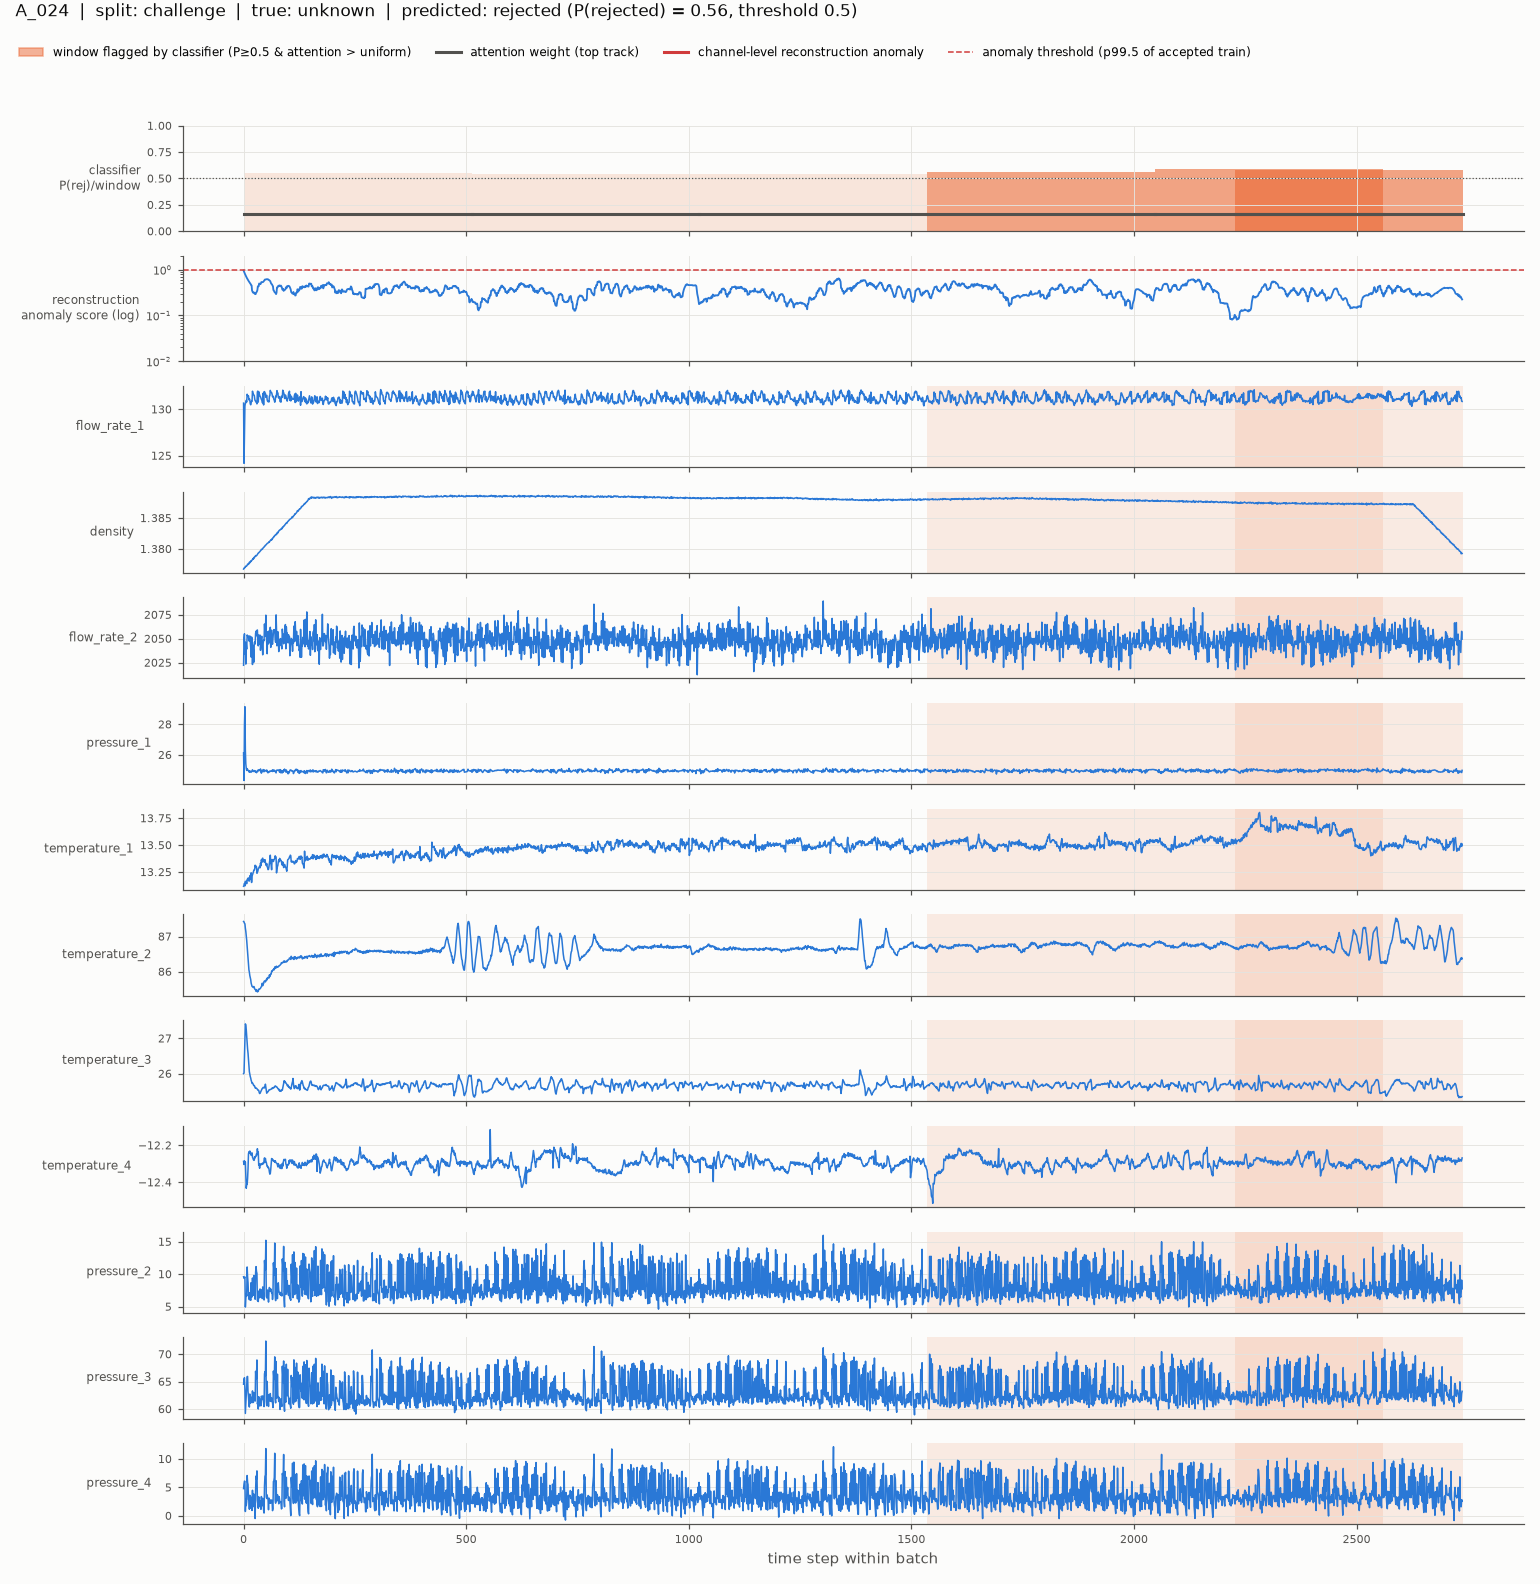 A_024 | split: challenge | true: unknown | predicted: rejected (P(rejected) = 0.56, threshold 0.5)
window flagged by classifier (P≥0.5 & attention > uniform) attention weight (top track) channel-level reconstruction anomaly anomaly threshold (p99.5 of accepted train)
1.00
0.75
classifier
P(rej)/window
0.50
0.25
0.00
10⁰
reconstruction
anomaly score (log)
10⁻¹
10⁻²
130
flow_rate_1
125
1.385
density
1.380
2075
flow_rate_2
2050
2025
28
pressure_1
26
13.75
temperature_1
13.50
13.25
87
temperature_2
86
27
temperature_3
26
−12.2
temperature_4
−12.4
15
pressure_2
10
5
70
pressure_3
65
60
10
pressure_4
5
0
0 500 1000 1500 2000 2500
time step within batch